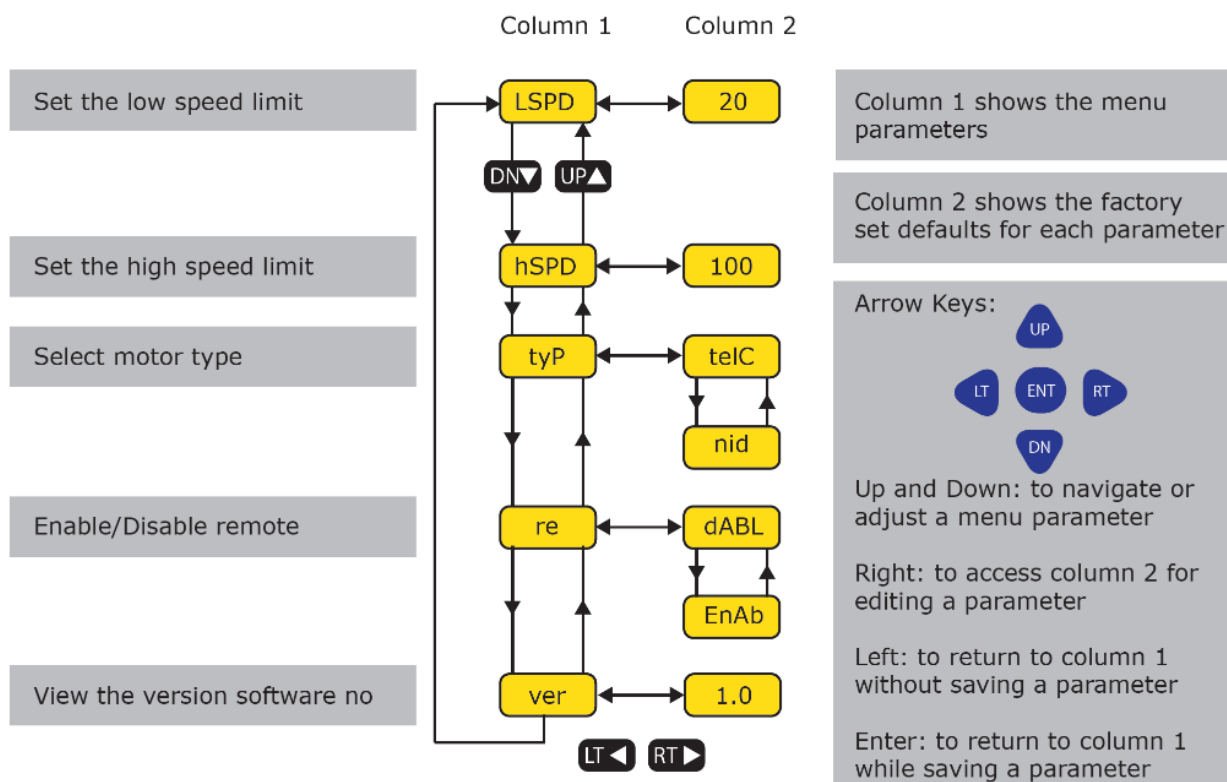 Column 1
Column 2
Set the low speed limit
LSPD
20
DN▼
UP▲
Set the high speed limit
hSPD
100
Select motor type
tyP
telC
nid
Enable/Disable remote
re
dABL
EnAb
View the version software no
ver
1.0
LT◀
RT▶
Column 1 shows the menu
parameters
Column 2 shows the factory
set defaults for each parameter
Arrow Keys:
UP
LT
ENT
RT
DN
Up and Down: to navigate or
adjust a menu parameter
Right: to access column 2 for
editing a parameter
Left: to return to column 1
without saving a parameter
Enter: to return to column 1
while saving a parameter